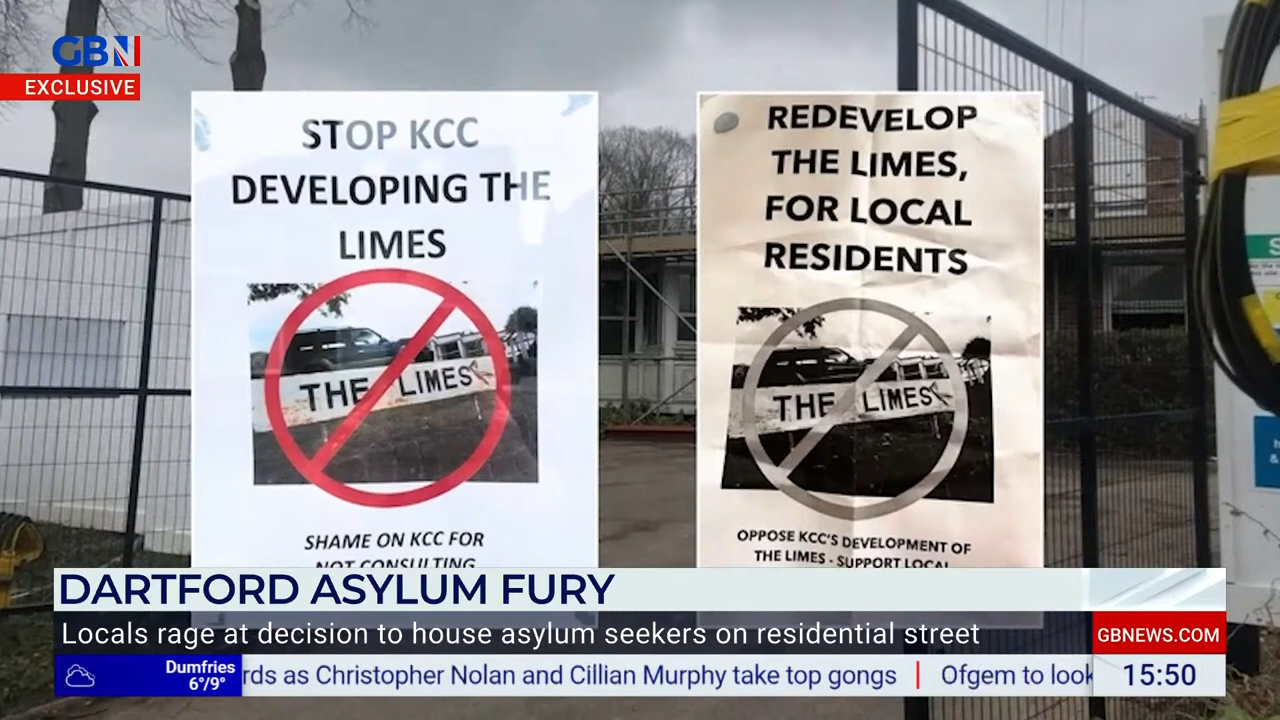 GBN
EXCLUSIVE
STOP KCC
DEVELOPING THE
LIMES
THE LIMES
SHAME ON KCC FOR
NOT CONSULTING
REDEVELOP
THE LIMES,
FOR LOCAL
RESIDENTS
THE LIMES
OPPOSE KCC'S DEVELOPMENT OF
THE LIMES - SUPPORT LOCAL
DARTFORD ASYLUM FURY
Locals rage at decision to house asylum seekers on residential street
GBNEWS.COM
Dumfries
6°/9°
rds as Christopher Nolan and Cillian Murphy take top gongs | Ofgem to look
15:50